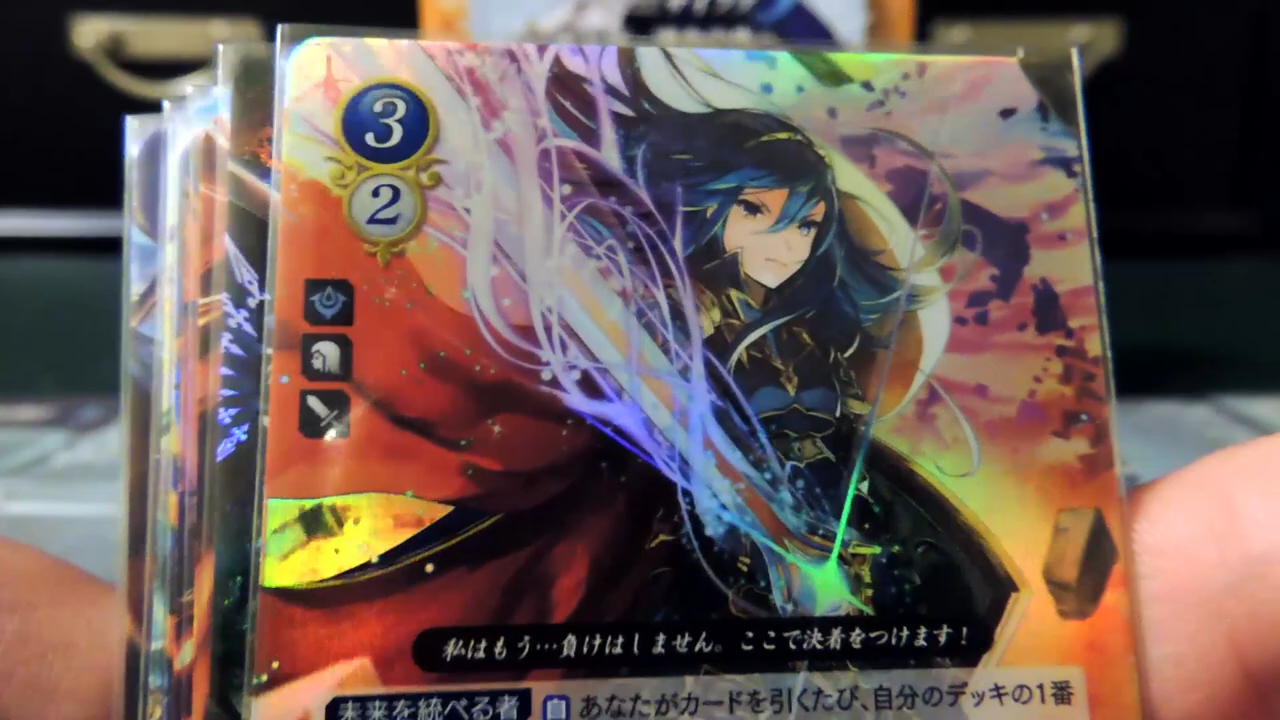 3
2
私はもう…負けはしません。ここで決着をつけます!
未来を統べる者 自 あなたがカードを引くたび、自分のデッキの1番